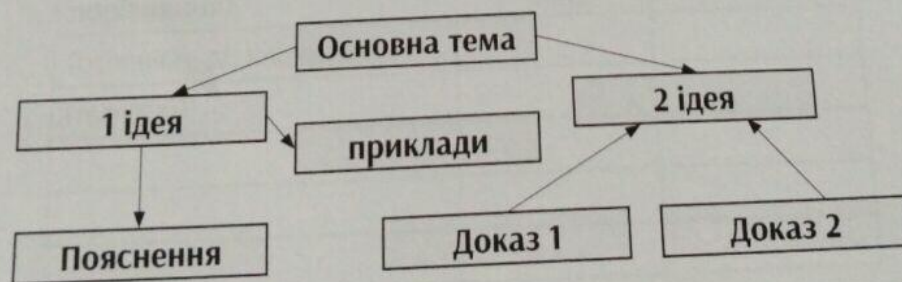 Основна тема
1 ідея
2 ідея
приклади
Пояснення
Доказ 1
Доказ 2